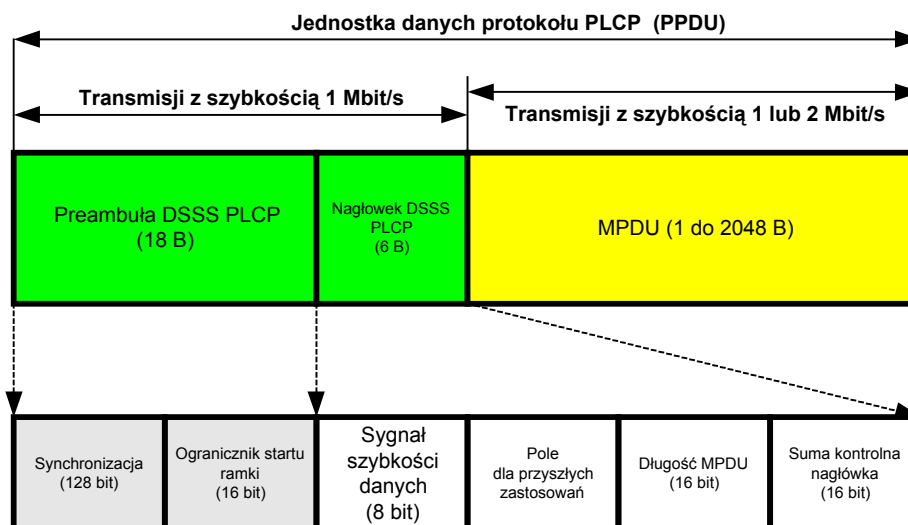 Jednostka danych protokołu PLCP (PPDU)
Transmisji z szybkością 1 Mbit/s
Transmisji z szybkością 1 lub 2 Mbit/s
Preambuła DSSS PLCP
(18 B)
Nagłowek DSSS
PLCP
(6 B)
MPDU (1 do 2048 B)
Synchronizacja
(128 bit)
Ogranicznik startu
ramki
(16 bit)
Sygnał
szybkości
danych
(8 bit)
Pole
dla przyszłych
zastosowań
Długość MPDU
(16 bit)
Suma kontrolna
nagłówka
(16 bit)